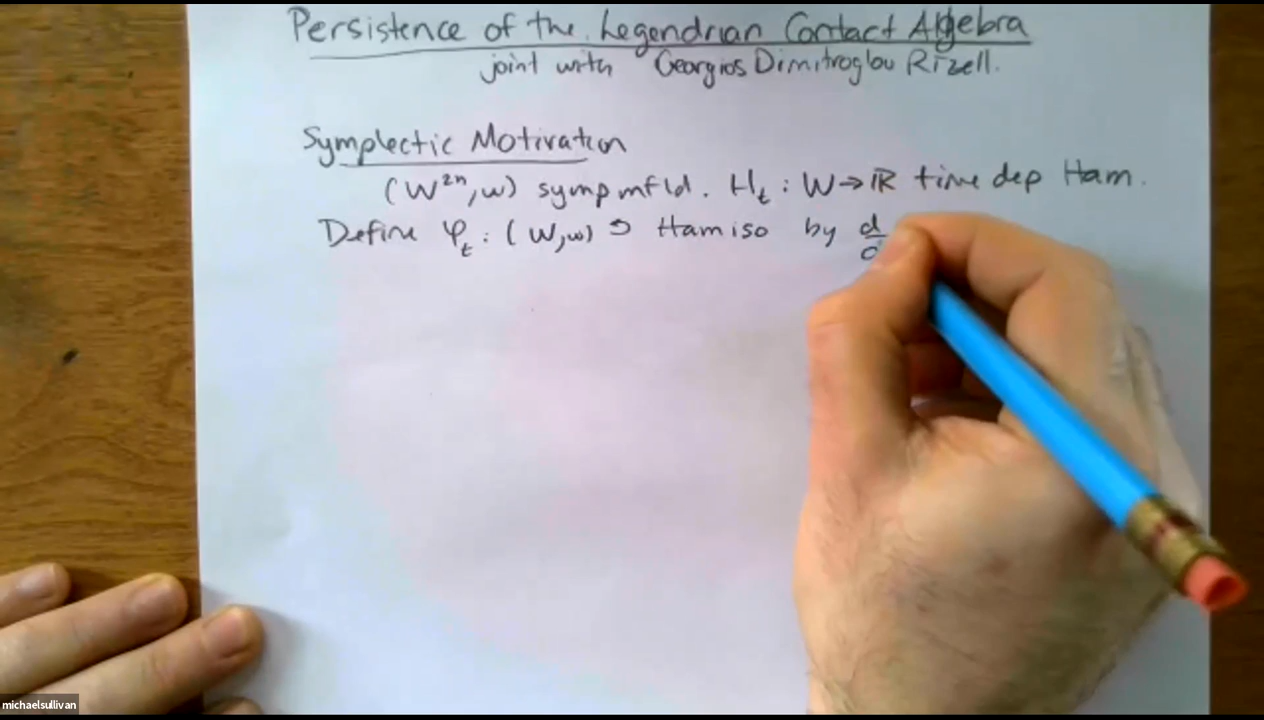 Persistence of the Legendrian Contact Algebra
joint with Georgios Dimitroglou Rizell.
Symplectic Motivation
(W²ⁿ, ω) symp mfld. Hₜ : W → ℝ time dep Ham.
Define φₜ : (W, ω) ↺ Ham iso by d/d
michaelsullivan